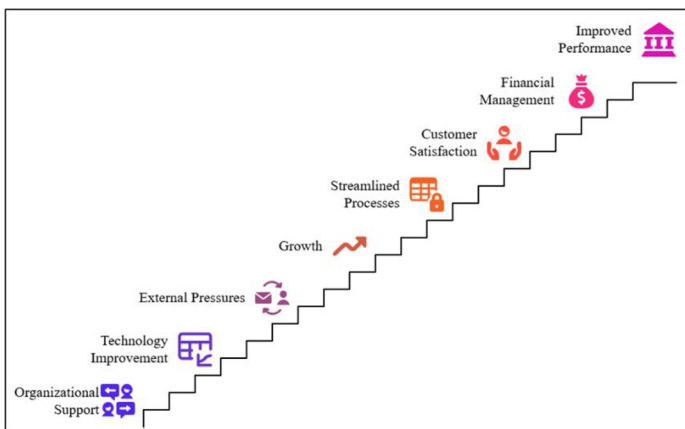 Improved
Performance
Financial
Management
$
Customer
Satisfaction
Streamlined
Processes
Growth
External Pressures
Technology
Improvement
Organizational
Support